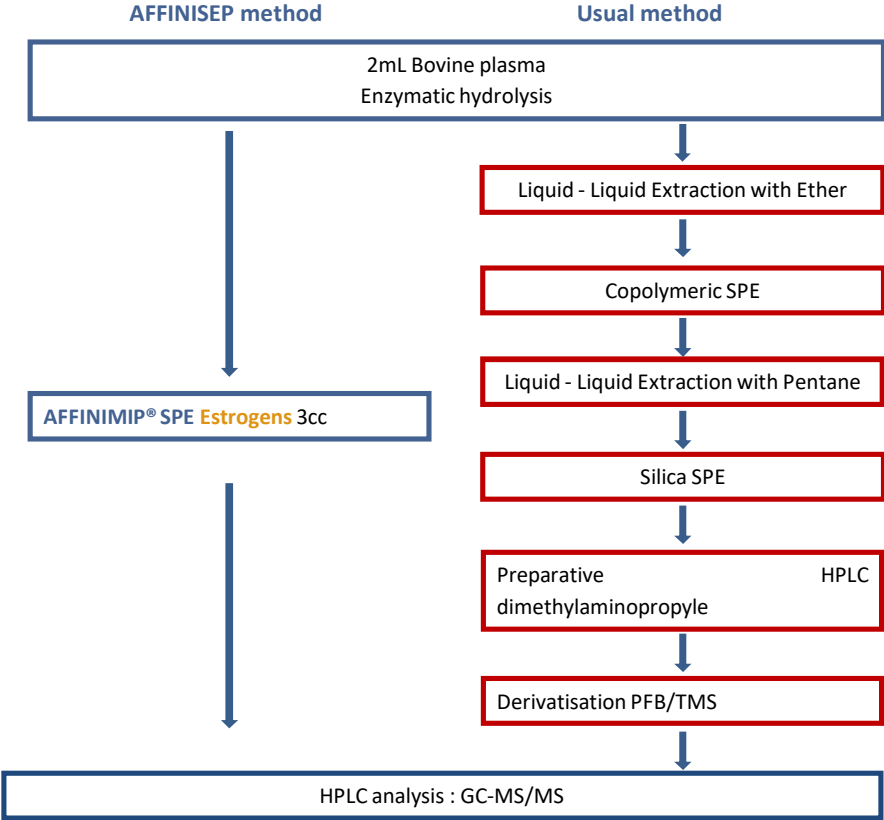 AFFINISEP method
Usual method
2mL Bovine plasma
Enzymatic hydrolysis
Liquid - Liquid Extraction with Ether
Copolymeric SPE
Liquid - Liquid Extraction with Pentane
AFFINIMIP® SPE Estrogens 3cc
Silica SPE
Preparative HPLC
dimethylaminopropyle
Derivatisation PFB/TMS
HPLC analysis : GC-MS/MS